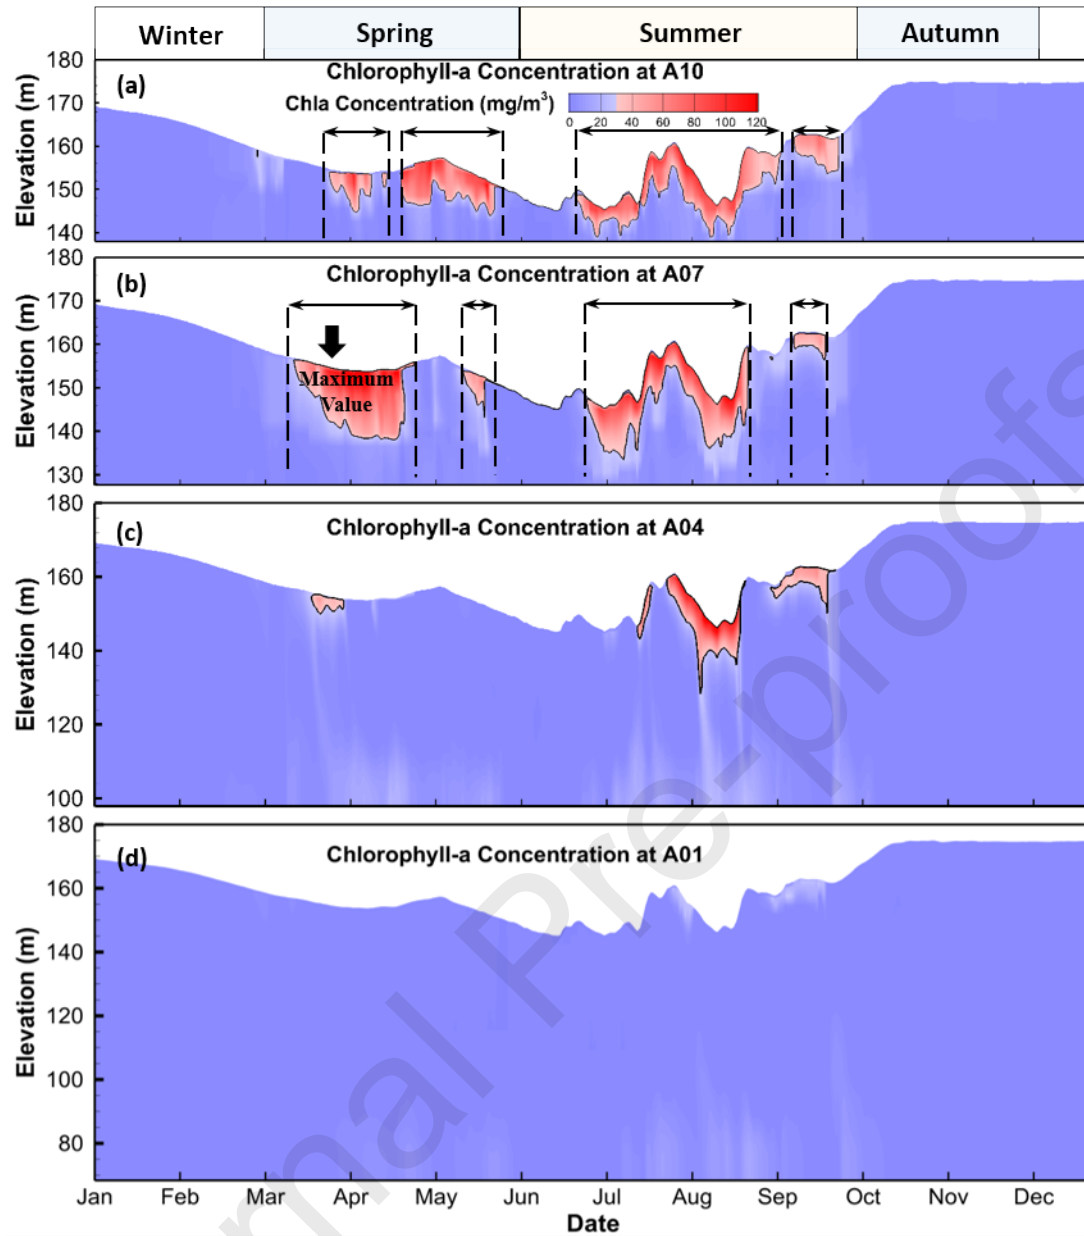 Winter Spring Summer Autumn
(a) Chlorophyll-a Concentration at A10
Chla Concentration (mg/m³)
0 20 40 60 80 100 120
180
170
160
150
140
Elevation (m)
(b) Chlorophyll-a Concentration at A07
Maximum
Value
180
170
160
150
140
130
Elevation (m)
(c) Chlorophyll-a Concentration at A04
180
160
140
120
100
Elevation (m)
(d) Chlorophyll-a Concentration at A01
180
160
140
120
100
80
Elevation (m)
Jan Feb Mar Apr May Jun Jul Aug Sep Oct Nov Dec
Date
rnal Pre-proofs